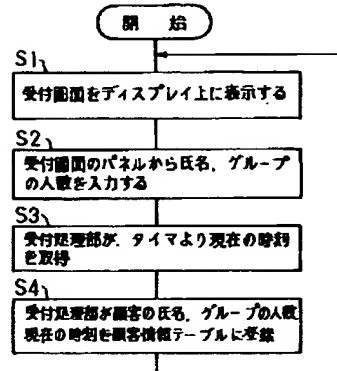 開 始
S1
受付画面をディスプレイ上に表示する
S2
受付画面のパネルから氏名、グループ
の人数を入力する
S3
受付処理部が、タイマより現在の時刻
を取得
S4
受付処理部が顧客の氏名、グループの人数
現在の時刻を顧客情報テーブルに登録